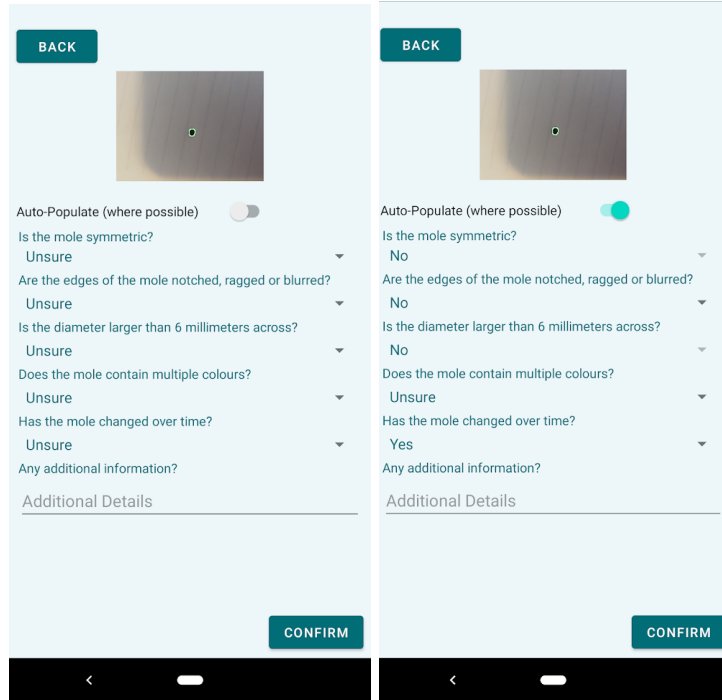 BACK
Auto-Populate (where possible)
Is the mole symmetric?
Unsure
Are the edges of the mole notched, ragged or blurred?
Unsure
Is the diameter larger than 6 millimeters across?
Unsure
Does the mole contain multiple colours?
Unsure
Has the mole changed over time?
Unsure
Any additional information?
Additional Details
CONFIRM
BACK
Auto-Populate (where possible)
Is the mole symmetric?
No
Are the edges of the mole notched, ragged or blurred?
No
Is the diameter larger than 6 millimeters across?
No
Does the mole contain multiple colours?
Unsure
Has the mole changed over time?
Yes
Any additional information?
Additional Details
CONFIRM